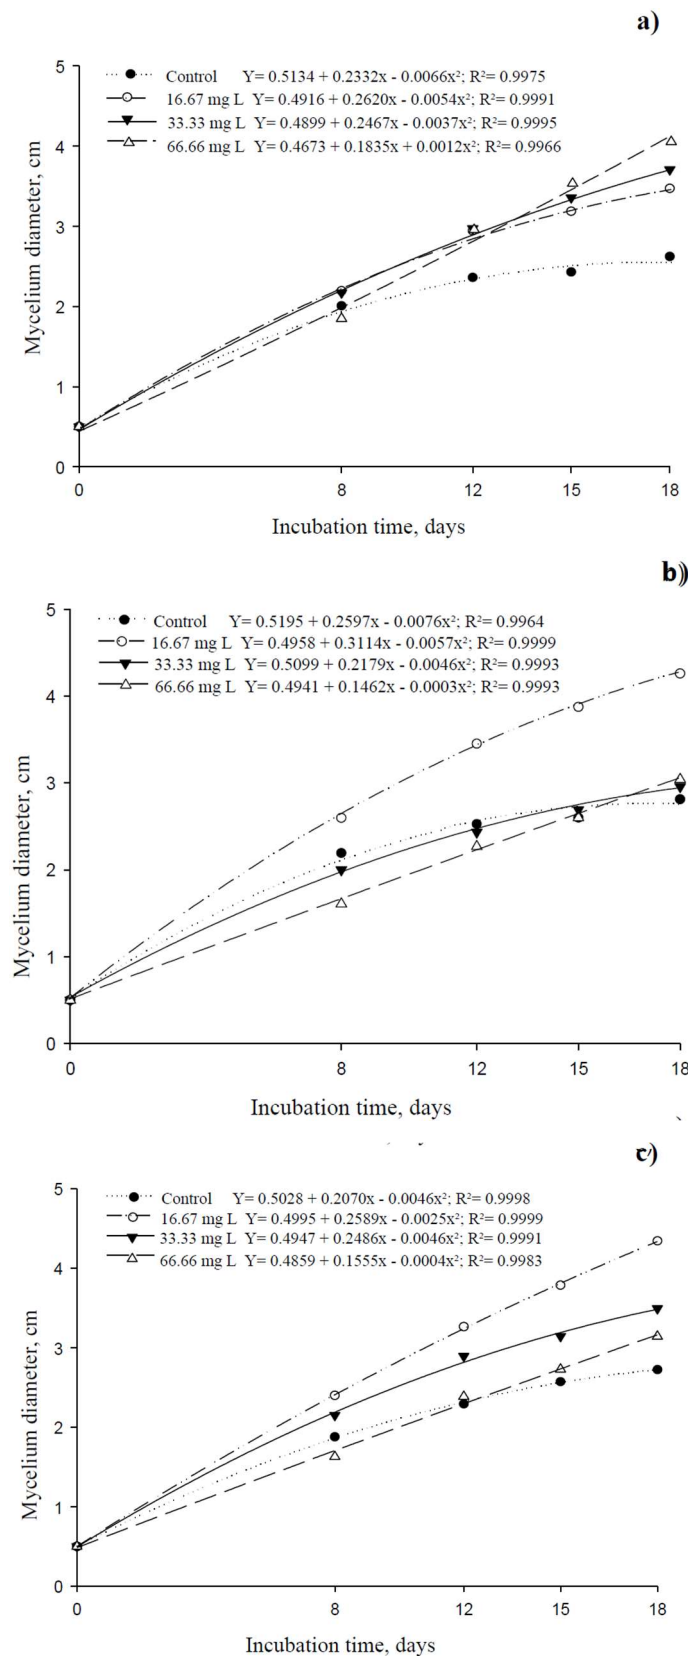 a)
5
Control Y= 0.5134 + 0.2332x - 0.0066x²; R²= 0.9975
16.67 mg L Y= 0.4916 + 0.2620x - 0.0054x²; R²= 0.9991
33.33 mg L Y= 0.4899 + 0.2467x - 0.0037x²; R²= 0.9995
66.66 mg L Y= 0.4673 + 0.1835x + 0.0012x²; R²= 0.9966
4
3
2
1
0
Mycelium diameter, cm
0 8 12 15 18
Incubation time, days
b))
5
Control Y= 0.5195 + 0.2597x - 0.0076x²; R²= 0.9964
16.67 mg L Y= 0.4958 + 0.3114x - 0.0057x²; R²= 0.9999
33.33 mg L Y= 0.5099 + 0.2179x - 0.0046x²; R²= 0.9993
66.66 mg L Y= 0.4941 + 0.1462x - 0.0003x²; R²= 0.9993
4
3
2
1
0
Mycelium diameter, cm
0 8 12 15 18
Incubation time, days
c)
5
Control Y= 0.5028 + 0.2070x - 0.0046x²; R²= 0.9998
16.67 mg L Y= 0.4995 + 0.2589x - 0.0025x²; R²= 0.9999
33.33 mg L Y= 0.4947 + 0.2486x - 0.0046x²; R²= 0.9991
66.66 mg L Y= 0.4859 + 0.1555x - 0.0004x²; R²= 0.9983
4
3
2
1
0
Mycelium diameter, cm
0 8 12 15 18
Incubation time, days